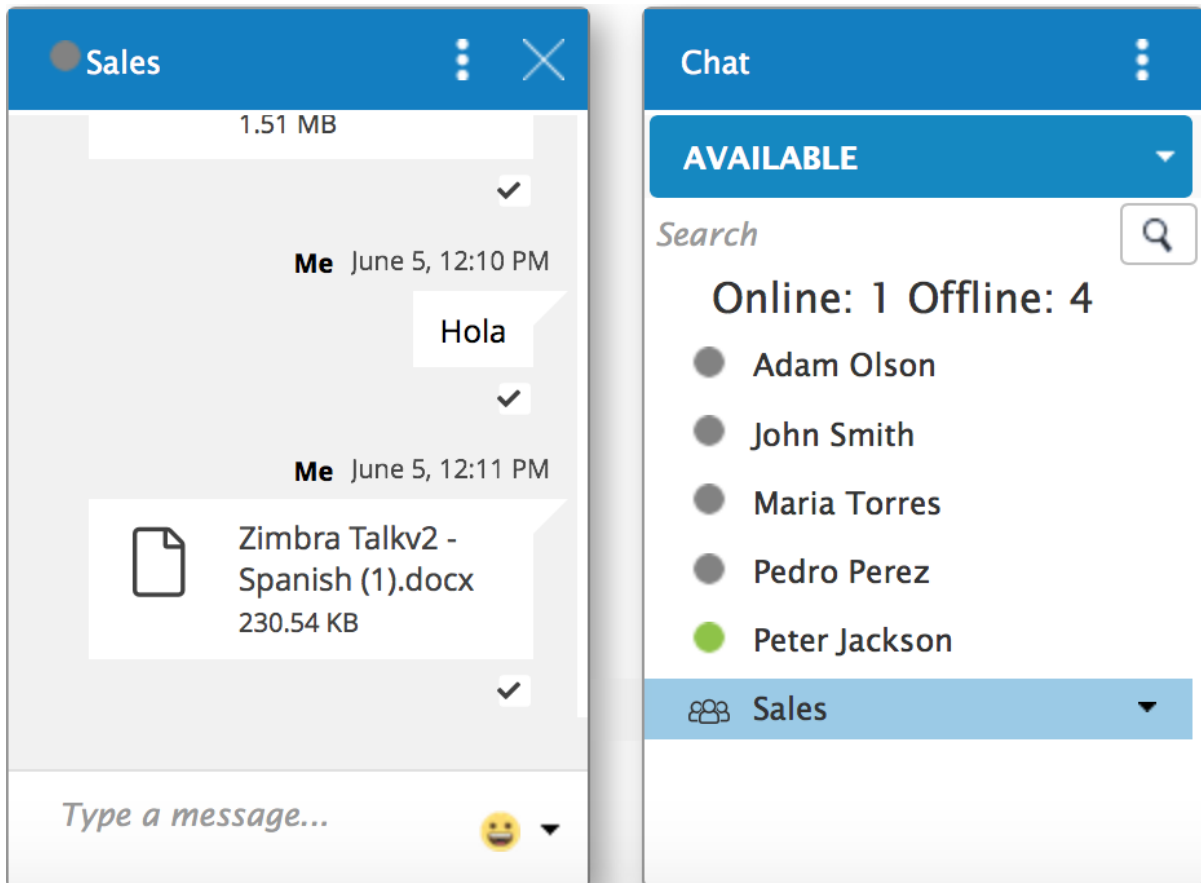 Sales
1.51 MB
Me June 5, 12:10 PM
Hola
Me June 5, 12:11 PM
Zimbra Talkv2 -
Spanish (1).docx
230.54 KB
Type a message...
Chat
AVAILABLE
Search
Online: 1 Offline: 4
Adam Olson
John Smith
Maria Torres
Pedro Perez
Peter Jackson
Sales